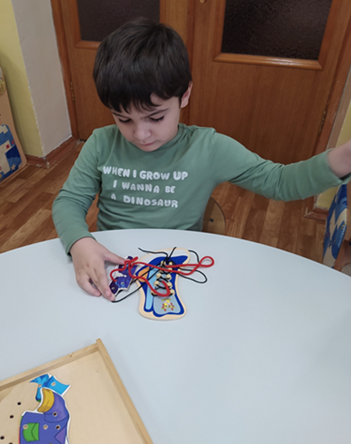 WHEN I GROW UP
I WANNA BE
A DINOSAUR